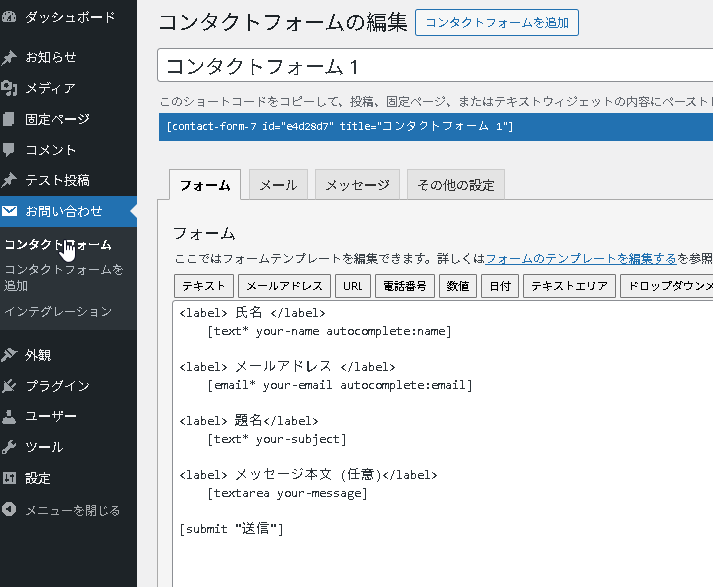 ダッシュボード
お知らせ
メディア
固定ページ
コメント
テスト投稿
お問い合わせ
コンタクトフォーム
コンタクトフォームを
追加
インテグレーション
外観
プラグイン
ユーザー
ツール
設定
メニューを閉じる
コンタクトフォームの編集 コンタクトフォームを追加
コンタクトフォーム 1
このショートコードをコピーして、投稿、固定ページ、またはテキストウィジェットの内容にペースト
[contact-form-7 id="e4d28d7" title="コンタクトフォーム 1"]
フォーム メール メッセージ その他の設定
フォーム
ここではフォームテンプレートを編集できます。詳しくはフォームのテンプレートを編集するを参照
テキスト メールアドレス URL 電話番号 数値 日付 テキストエリア ドロップダウンメ
<label> 氏名 </label>
[text* your-name autocomplete:name]
<label> メールアドレス </label>
[email* your-email autocomplete:email]
<label> 題名</label>
[text* your-subject]
<label> メッセージ本文 (任意)</label>
[textarea your-message]
[submit "送信"]